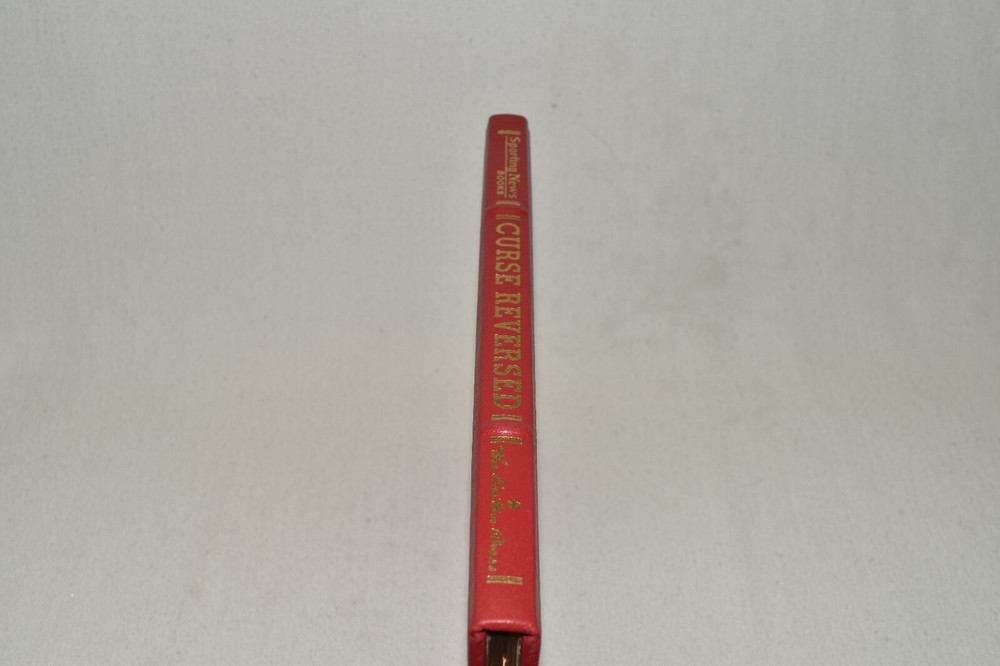 Sporting News
BOOKS
CURSE REVERSED
The Easton Press